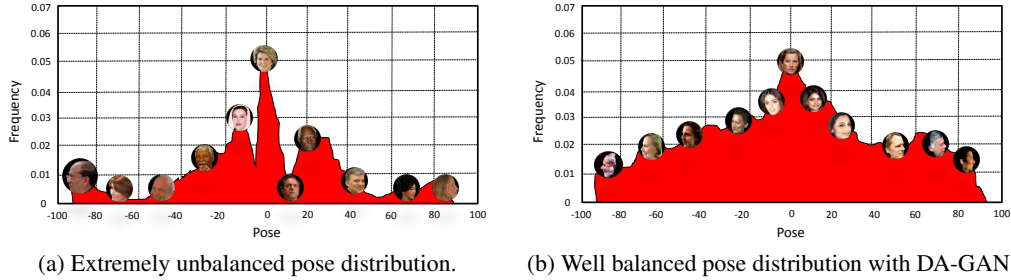 0.07
0.06
0.05
0.04
0.03
0.02
0.01
0
Frequency
-100 -80 -60 -40 -20 0 20 40 60 80 100
Pose
(a) Extremely unbalanced pose distribution.
0.07
0.06
0.05
0.04
0.03
0.02
0.01
0
Frequency
-100 -80 -60 -40 -20 0 20 40 60 80 100
Pose
(b) Well balanced pose distribution with DA-GAN